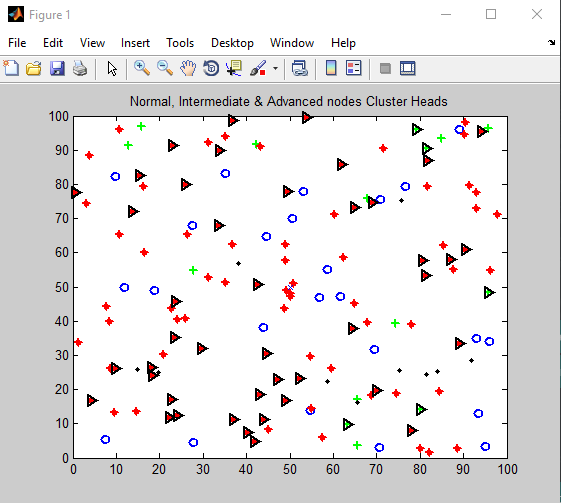 Figure 1
File Edit View Insert Tools Desktop Window Help
Normal, Intermediate & Advanced nodes Cluster Heads
100
90
80
70
60
50
40
30
20
10
0
0 10 20 30 40 50 60 70 80 90 100